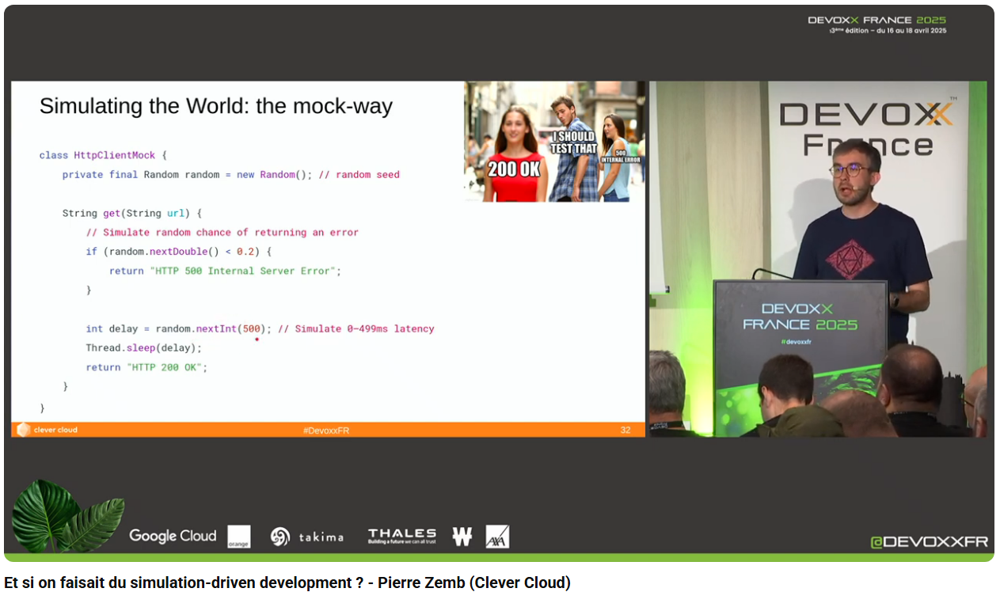 DEVOXX FRANCE 2025
13ème édition – du 16 au 18 avril 2025
Simulating the World: the mock-way
class HttpClientMock {
private final Random random = new Random(); // random seed
String get(String url) {
// Simulate random chance of returning an error
if (random.nextDouble() < 0.2) {
return "HTTP 500 Internal Server Error";
}
int delay = random.nextInt(500); // Simulate 0–499ms latency
Thread.sleep(delay);
return "HTTP 200 OK";
}
}
I SHOULD
TEST THAT
200 OK
500
INTERNAL ERROR
clever cloud
#DevoxxFR
32
DEVOXX™
France
DEVOXX
FRANCE 2025
#devoxxfr
Google Cloud
orange
takima
THALES
Building a future we can all trust
W
AXA
@DEVOXXFR
Et si on faisait du simulation-driven development ? - Pierre Zemb (Clever Cloud)